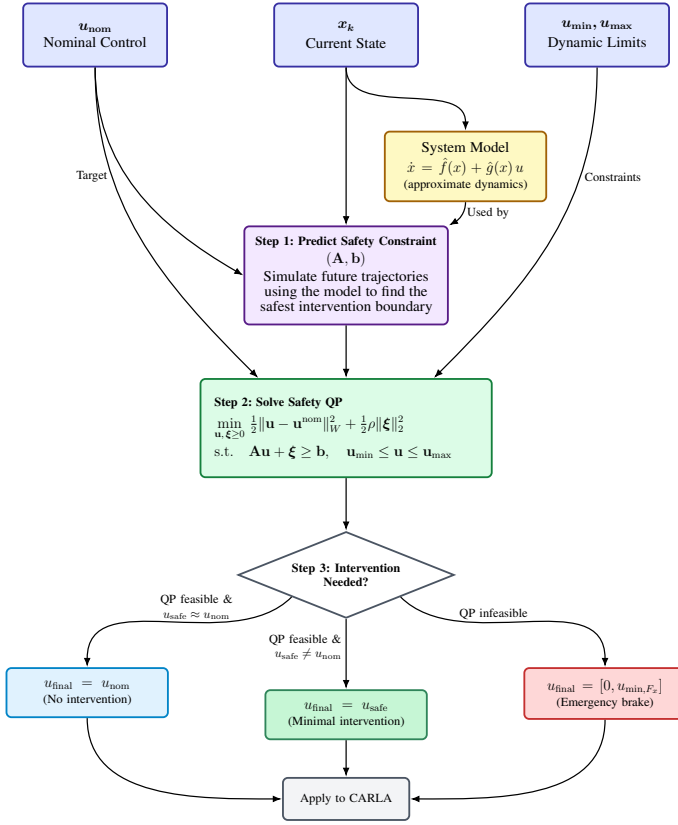 u_nom
Nominal Control
x_k
Current State
u_min, u_max
Dynamic Limits
System Model
ẋ = f̂(x) + ĝ(x) u
(approximate dynamics)
Target
Constraints
Used by
Step 1: Predict Safety Constraint
(A, b)
Simulate future trajectories
using the model to find the
safest intervention boundary
Step 2: Solve Safety QP
min_{u, ξ≥0} ½‖u − u^nom‖²_W + ½ρ‖ξ‖²_2
s.t. Au + ξ ≥ b, u_min ≤ u ≤ u_max
Step 3: Intervention
Needed?
QP feasible &
u_safe ≈ u_nom
QP feasible &
u_safe ≠ u_nom
QP infeasible
u_final = u_nom
(No intervention)
u_final = u_safe
(Minimal intervention)
u_final = [0, u_{min,F_x}]
(Emergency brake)
Apply to CARLA